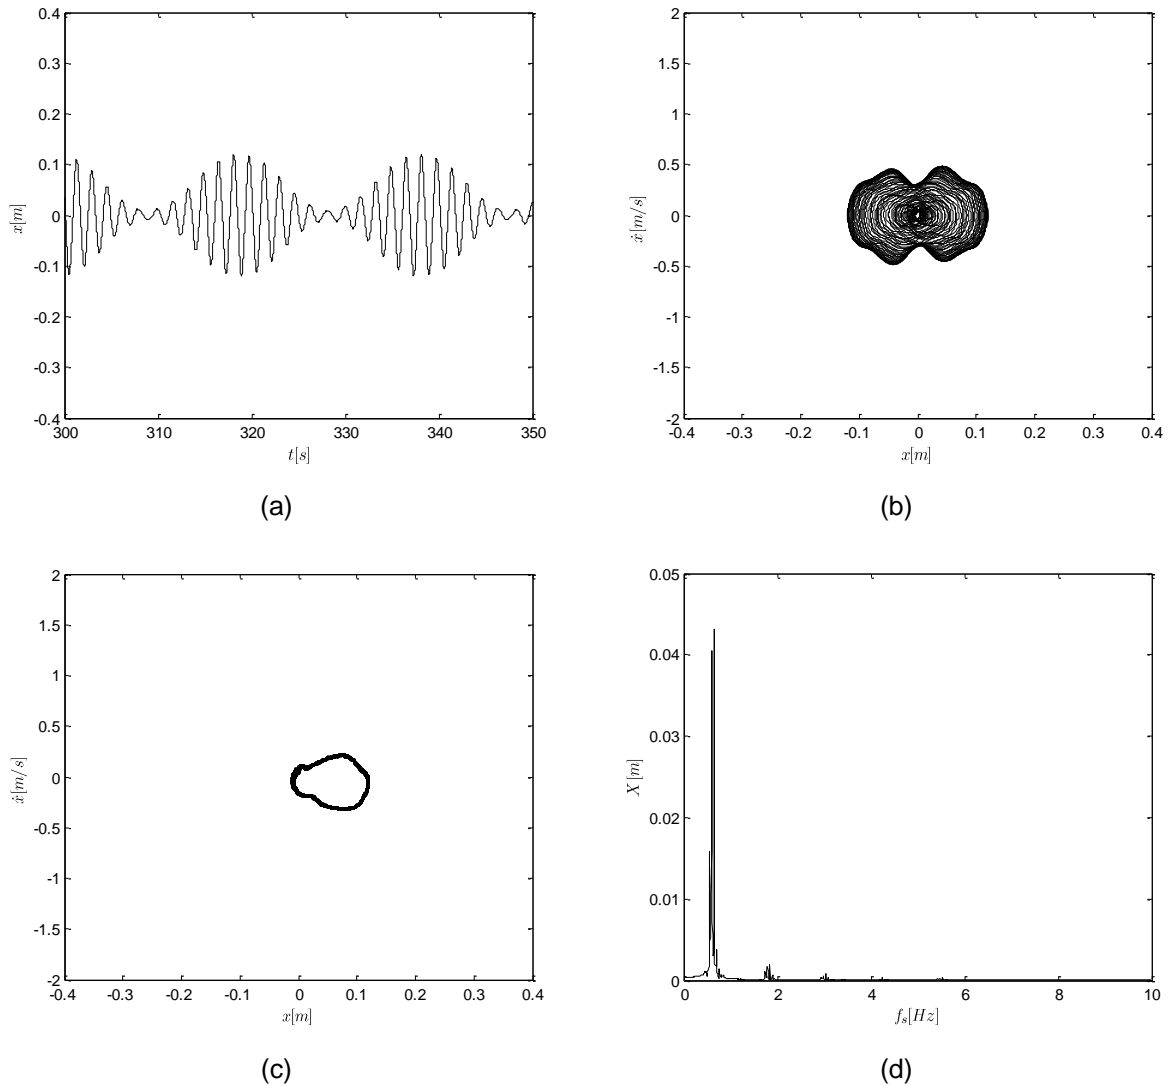 0.4
0.3
0.2
0.1
0
-0.1
-0.2
-0.3
-0.4
x[m]
300 310 320 330 340 350
t[s]
(a)
2
1.5
1
0.5
0
-0.5
-1
-1.5
-2
ẋ[m/s]
-0.4 -0.3 -0.2 -0.1 0 0.1 0.2 0.3 0.4
x[m]
(b)
2
1.5
1
0.5
0
-0.5
-1
-1.5
-2
ẋ[m/s]
-0.4 -0.3 -0.2 -0.1 0 0.1 0.2 0.3 0.4
x[m]
(c)
0.05
0.04
0.03
0.02
0.01
0
X[m]
0 2 4 6 8 10
fₛ[Hz]
(d)